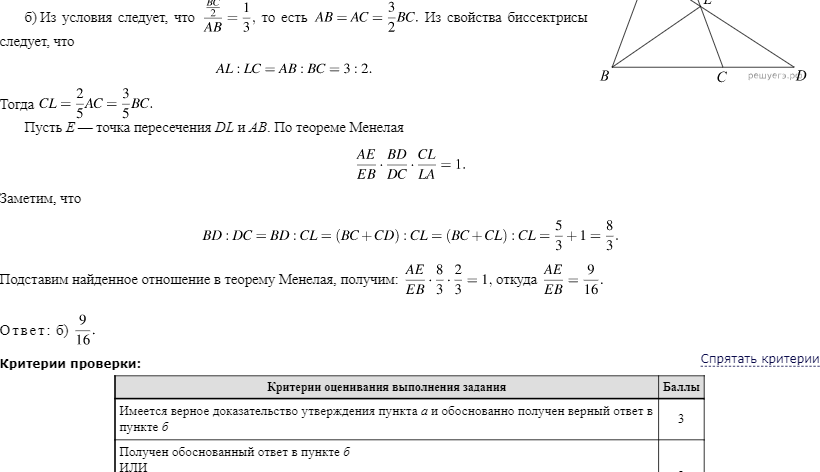 б) Из условия следует, что \frac{\frac{BC}{2}}{AB} = \frac{1}{3}, то есть AB = AC = \frac{3}{2}BC. Из свойства биссектрисы
следует, что
AL : LC = AB : BC = 3 : 2.
Тогда CL = \frac{2}{5}AC = \frac{3}{5}BC.
Пусть E — точка пересечения DL и AB. По теореме Менелая
\frac{AE}{EB} · \frac{BD}{DC} · \frac{CL}{LA} = 1.
Заметим, что
BD : DC = BD : CL = (BC + CD) : CL = (BC + CL) : CL = \frac{5}{3} + 1 = \frac{8}{3}.
Подставим найденное отношение в теорему Менелая, получим: \frac{AE}{EB} · \frac{8}{3} · \frac{2}{3} = 1, откуда \frac{AE}{EB} = \frac{9}{16}.
Ответ: б) \frac{9}{16}.
B
C
решуегэ.рф
D
Критерии проверки:
Спрятать критерии
Критерии оценивания выполнения задания
Баллы
Имеется верное доказательство утверждения пункта а и обоснованно получен верный ответ в
пункте б
3
Получен обоснованный ответ в пункте б
ИЛИ